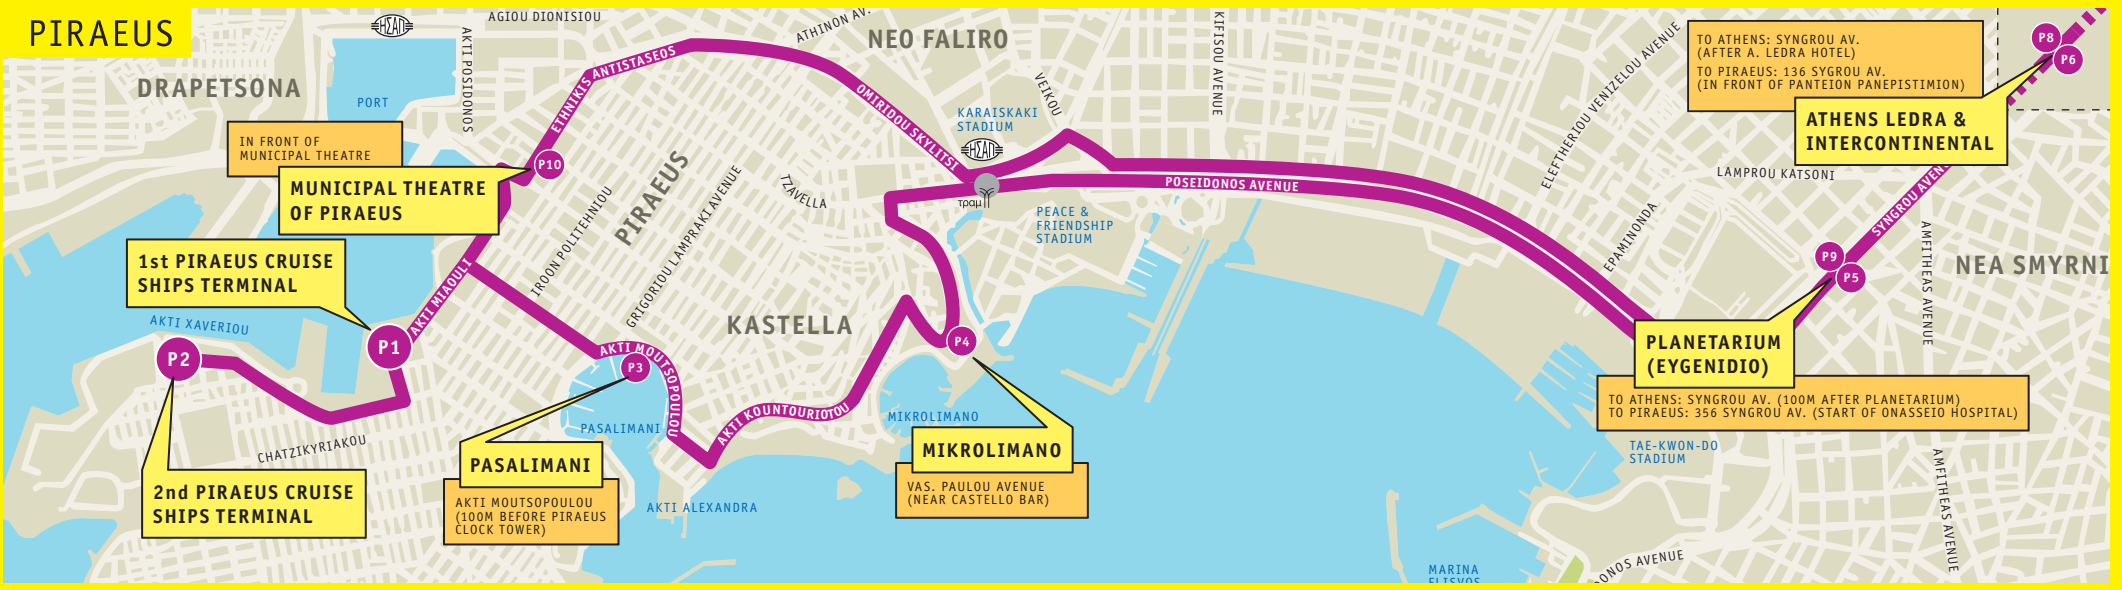 PIRAEUS
ΗΣΑΠ
AGIOU DIONISIOU
ATHINON AV.
NEO FALIRO
KIFISOU AVENUE
ELEFTHERIOU VENIZELOU AVENUE
TO ATHENS: SYNGROU AV.
(AFTER A. LEDRA HOTEL)
TO PIRAEUS: 136 SYGROU AV.
(IN FRONT OF PANTEION PANEPISTIMION)
P8
P6
ATHENS LEDRA &
INTERCONTINENTAL
DRAPETSONA
PORT
AKTI POSIDONOS
ETHNIKIS ANTISTASEOS
OMIRIDOU SKYLITSI
VEIKOU
KARAISKAKI
STADIUM
ΗΣΑΠ
τραμ
IN FRONT OF
MUNICIPAL THEATRE
MUNICIPAL THEATRE
OF PIRAEUS
P10
PIRAEUS
IROON POLITEHNIOU
GRIGORIOU LAMPRAKI AVENUE
TZAVELLA
POSEIDONOS AVENUE
PEACE &
FRIENDSHIP
STADIUM
LAMPROU KATSONI
SYNGROU AVEN
EPAMINONDA
AMFITHEAS AVENUE
NEA SMYRNI
P9
P5
1st PIRAEUS CRUISE
SHIPS TERMINAL
AKTI MIAOULI
AKTI XAVERIOU
P1
P2
KASTELLA
AKTI MOUTSOPOULOU
P3
P4
PLANETARIUM
(EYGENIDIO)
TO ATHENS: SYNGROU AV. (100M AFTER PLANETARIUM)
TO PIRAEUS: 356 SYNGROU AV. (START OF ONASSEIO HOSPITAL)
AKTI KOUNTOURIOTOU
MIKROLIMANO
PASALIMANI
CHATZIKYRIAKOU
MIKROLIMANO
VAS. PAULOU AVENUE
(NEAR CASTELLO BAR)
PASALIMANI
AKTI MOUTSOPOULOU
(100M BEFORE PIRAEUS
CLOCK TOWER)
2nd PIRAEUS CRUISE
SHIPS TERMINAL
AKTI ALEXANDRA
TAE-KWON-DO
STADIUM
AMFITHEAS AVENUE
MARINA
FLISVOS
DONOS AVENUE